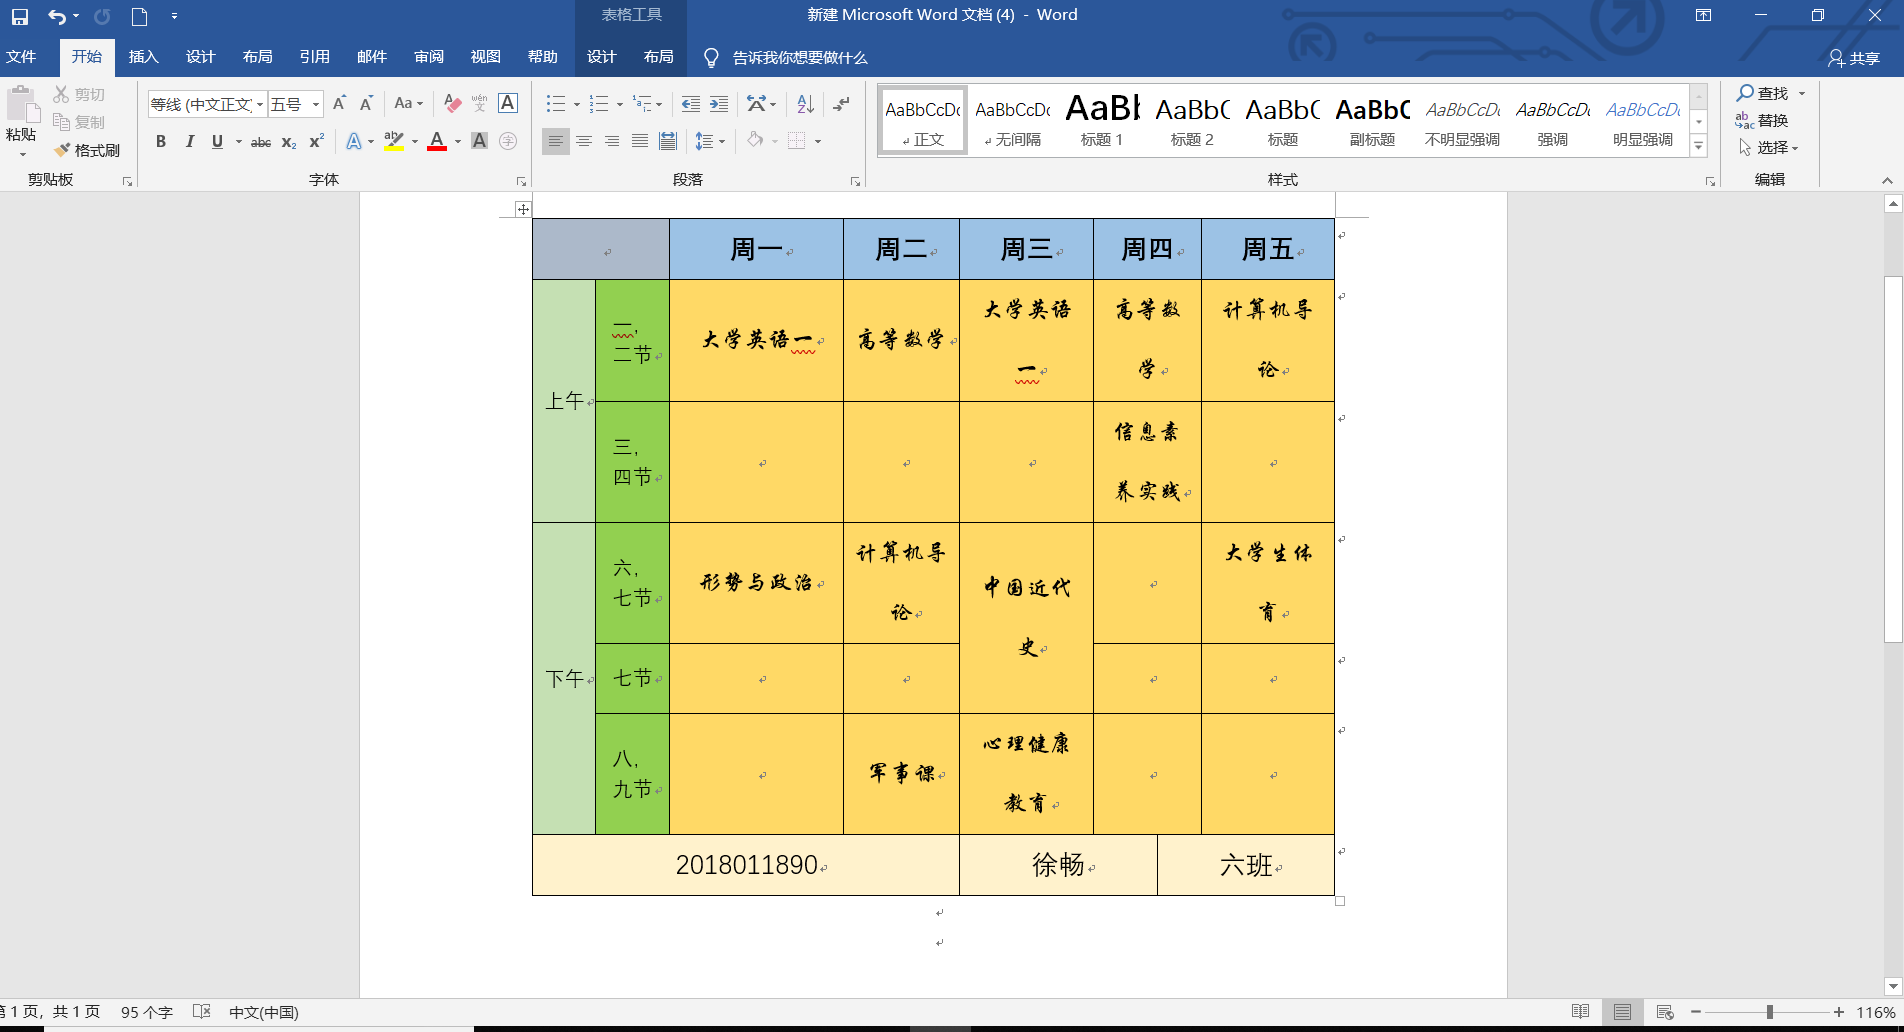 表格工具
新建 Microsoft Word 文档 (4) - Word
文件 开始 插入 设计 布局 引用 邮件 审阅 视图 帮助 设计 布局 告诉我你想要做什么 共享
粘贴
剪切
复制
格式刷
剪贴板
等线 (中文正文) 五号 A A Aa wén 文 A
B I U abc x₂ x² A ab A A 字
字体
段落
AaBbCcDc AaBbCcDc AaBb AaBbC AaBbC AaBbC AaBbCcDc AaBbCcDc AaBbCcDc
正文 无间隔 标题 1 标题 2 标题 副标题 不明显强调 强调 明显强调
样式
查找
替换
选择
编辑
周一 周二 周三 周四 周五
上午
一,
二节
大学英语一
高等数学
大学英语
一
高等数
学
计算机导
论
三,
四节
信息素
养实践
下午
六,
七节
形势与政治
计算机导
论
中国近代
史
大学生体
育
七节
八,
九节
军事课
心理健康
教育
2018011890 徐畅 六班
第 1 页, 共 1 页 95 个字 中文(中国) 116%